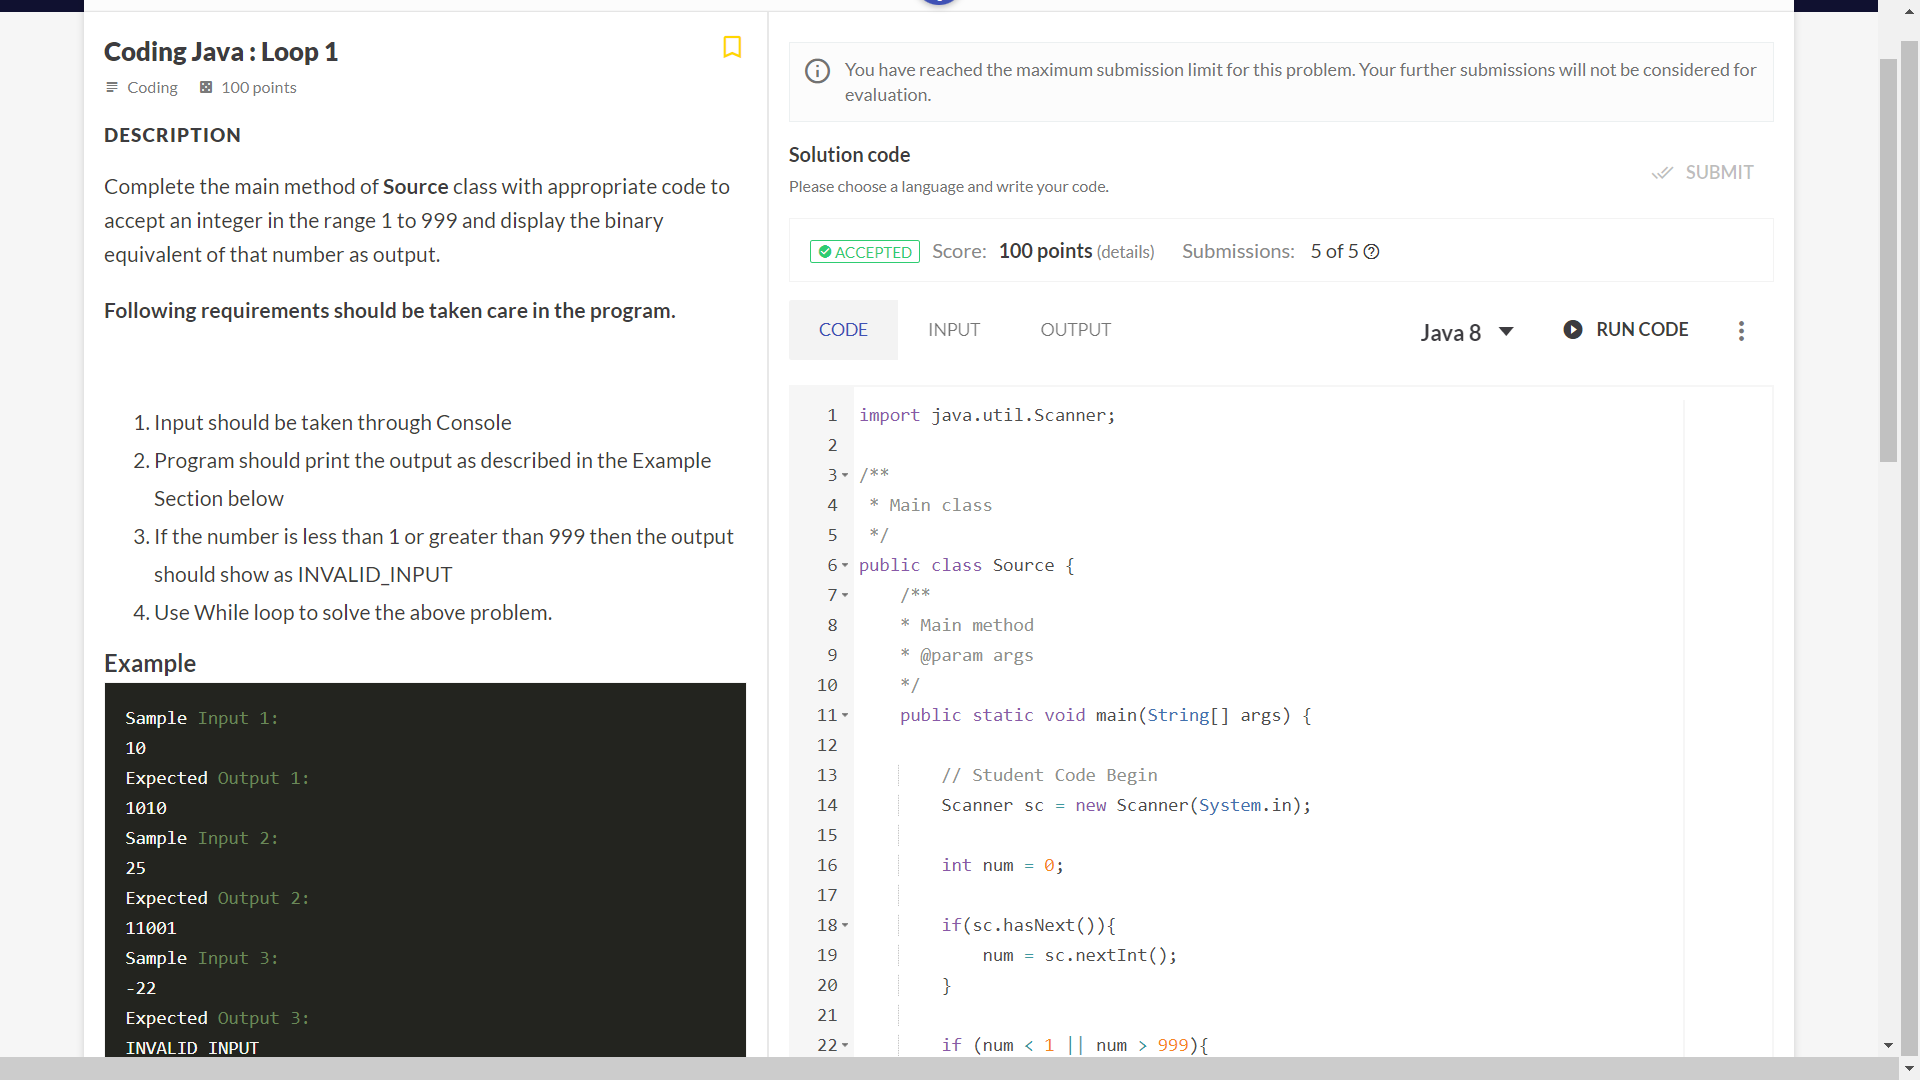 Coding Java : Loop 1
Coding 100 points
DESCRIPTION
Complete the main method of Source class with appropriate code to
accept an integer in the range 1 to 999 and display the binary
equivalent of that number as output.
Following requirements should be taken care in the program.
1. Input should be taken through Console
2. Program should print the output as described in the Example
Section below
3. If the number is less than 1 or greater than 999 then the output
should show as INVALID_INPUT
4. Use While loop to solve the above problem.
Example
Sample Input 1:
10
Expected Output 1:
1010
Sample Input 2:
25
Expected Output 2:
11001
Sample Input 3:
-22
Expected Output 3:
INVALID_INPUT
You have reached the maximum submission limit for this problem. Your further submissions will not be considered for
evaluation.
Solution code
Please choose a language and write your code.
SUBMIT
ACCEPTED Score: 100 points (details) Submissions: 5 of 5
CODE INPUT OUTPUT Java 8 RUN CODE
1 import java.util.Scanner;
2
3 /**
4 * Main class
5 */
6 public class Source {
7 /**
8 * Main method
9 * @param args
10 */
11 public static void main(String[] args) {
12
13 // Student Code Begin
14 Scanner sc = new Scanner(System.in);
15
16 int num = 0;
17
18 if(sc.hasNext()){
19 num = sc.nextInt();
20 }
21
22 if (num < 1 || num > 999){